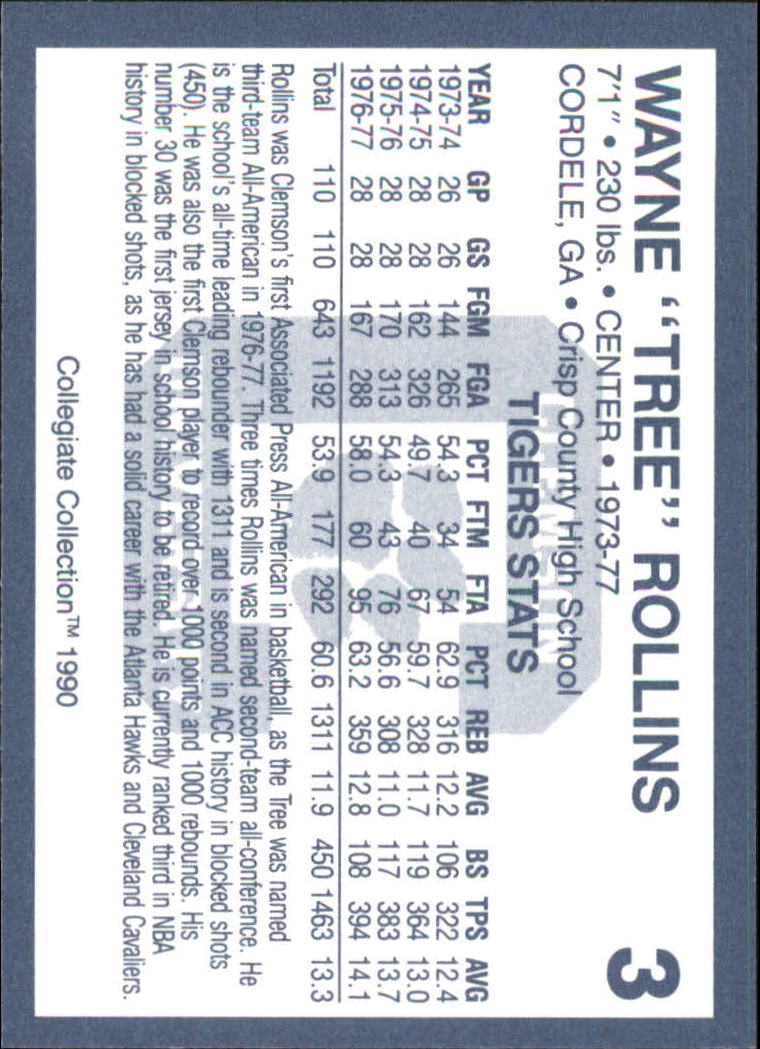 WAYNE “TREE” ROLLINS 3
7'1" • 230 lbs. • CENTER • 1973-77
CORDELE, GA • Crisp County High School
TIGERS STATS
YEAR GP GS FGM FGA PCT FTM FTA PCT REB AVG BS TPS AVG
1973-74 26 26 144 265 54.3 34 54 62.9 316 12.2 106 322 12.4
1974-75 28 28 162 326 49.7 40 67 59.7 328 11.7 119 364 13.0
1975-76 28 28 170 313 54.3 43 76 56.6 308 11.0 117 383 13.7
1976-77 28 28 167 288 58.0 60 95 63.2 359 12.8 108 394 14.1
Total 110 110 643 1192 53.9 177 292 60.6 1311 11.9 450 1463 13.3
Rollins was Clemson's first Associated Press All-American in basketball, as the Tree was named
third-team All-American in 1976-77. Three times Rollins was named second-team all-conference. He
is the school's all-time leading rebounder with 1311 and is second in ACC history in blocked shots
(450). He was also the first Clemson player to record over 1000 points and 1000 rebounds. His
number 30 was the first jersey in school history to be retired. He is currently ranked third in NBA
history in blocked shots, as he has had a solid career with the Atlanta Hawks and Cleveland Cavaliers.
Collegiate Collection™ 1990